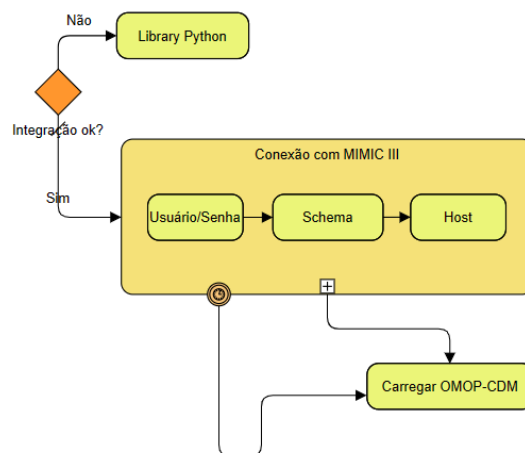 Não
Library Python
Integração ok?
Conexão com MIMIC III
Sim
Usuário/Senha
Schema
Host
Carregar OMOP-CDM